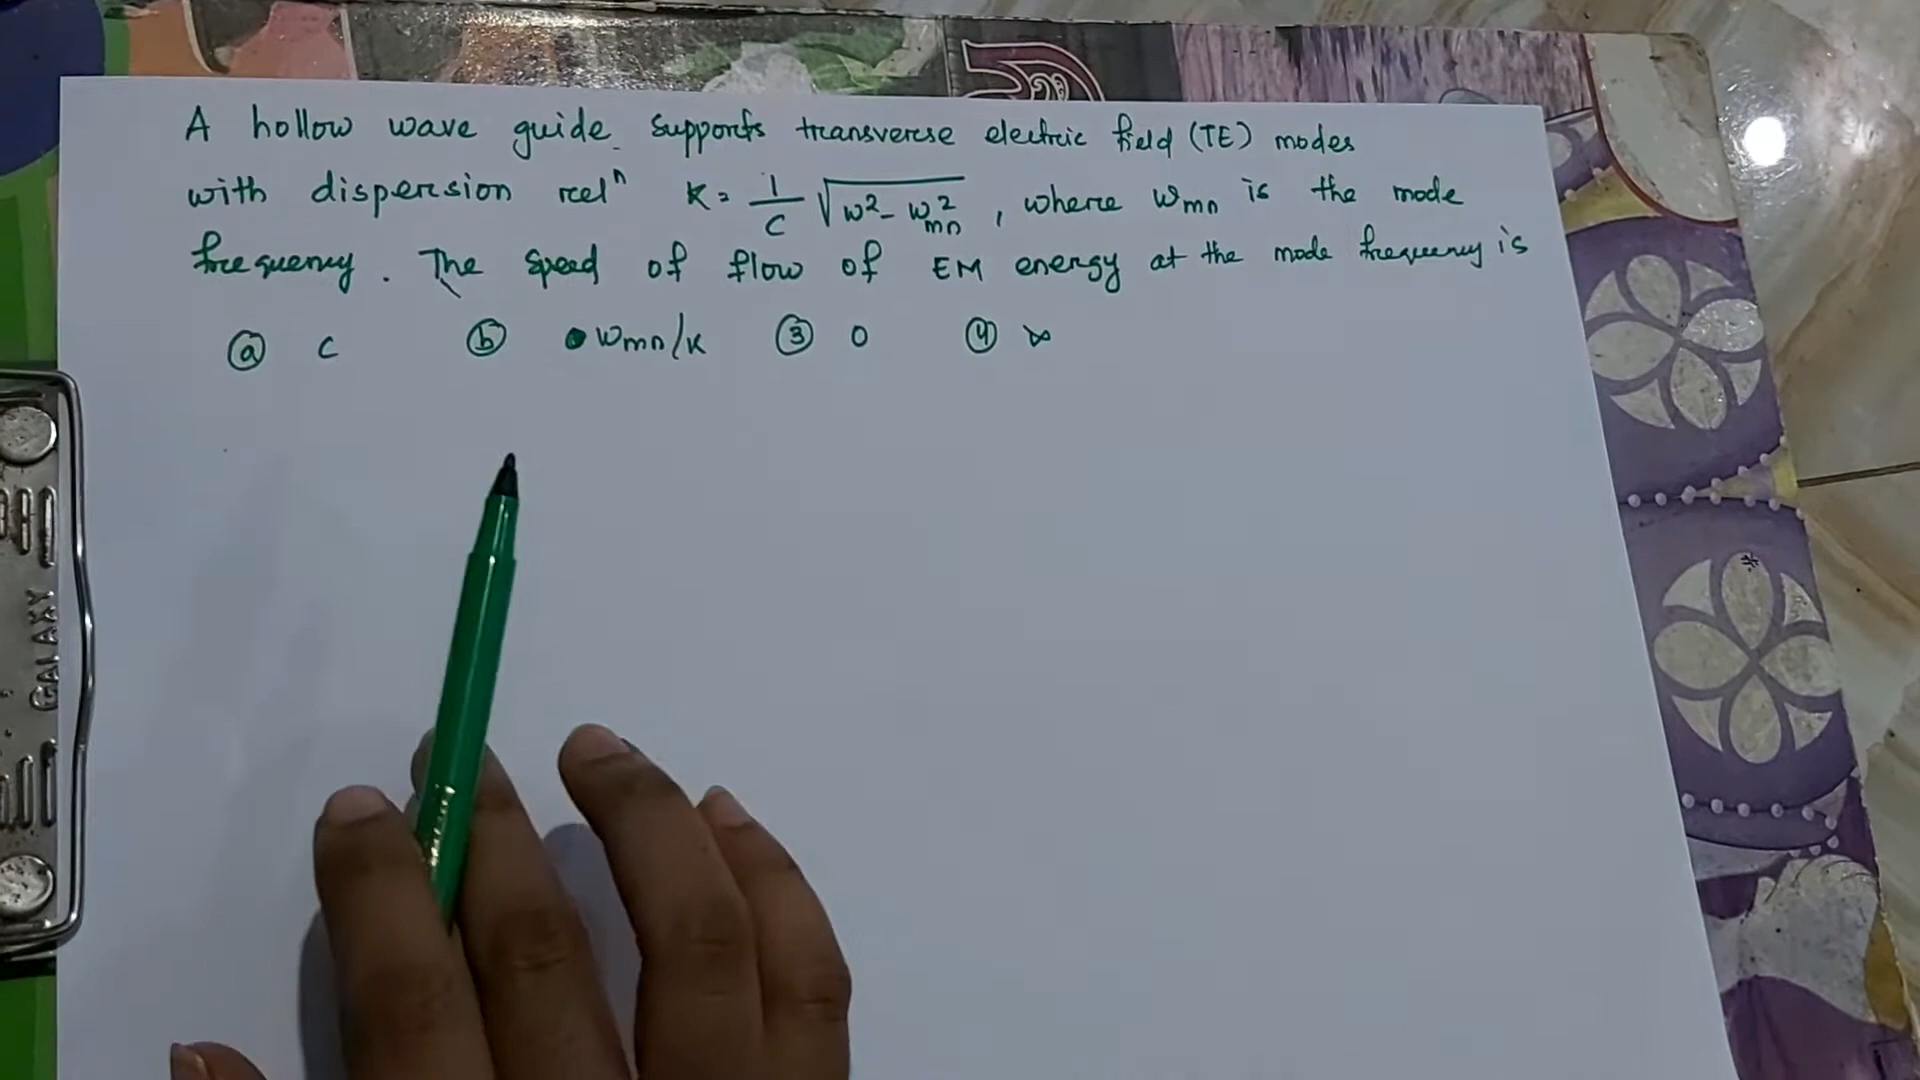 A hollow wave guide supports transverse electric field (TE) modes
with dispersion relⁿ K = 1/C √(ω² - ω²mn) , where ωmn is the mode
frequency . The speed of flow of EM energy at the mode frequency is
ⓐ C ⓑ ωmn/K ③ 0 ④ ∞
GALAXY